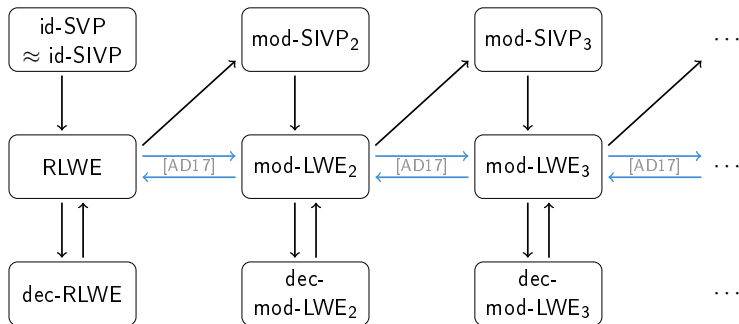 id-SVP
≈ id-SIVP
mod-SIVP₂
mod-SIVP₃
...
RLWE
[AD17]
mod-LWE₂
[AD17]
mod-LWE₃
[AD17]
...
dec-RLWE
dec-
mod-LWE₂
dec-
mod-LWE₃
...